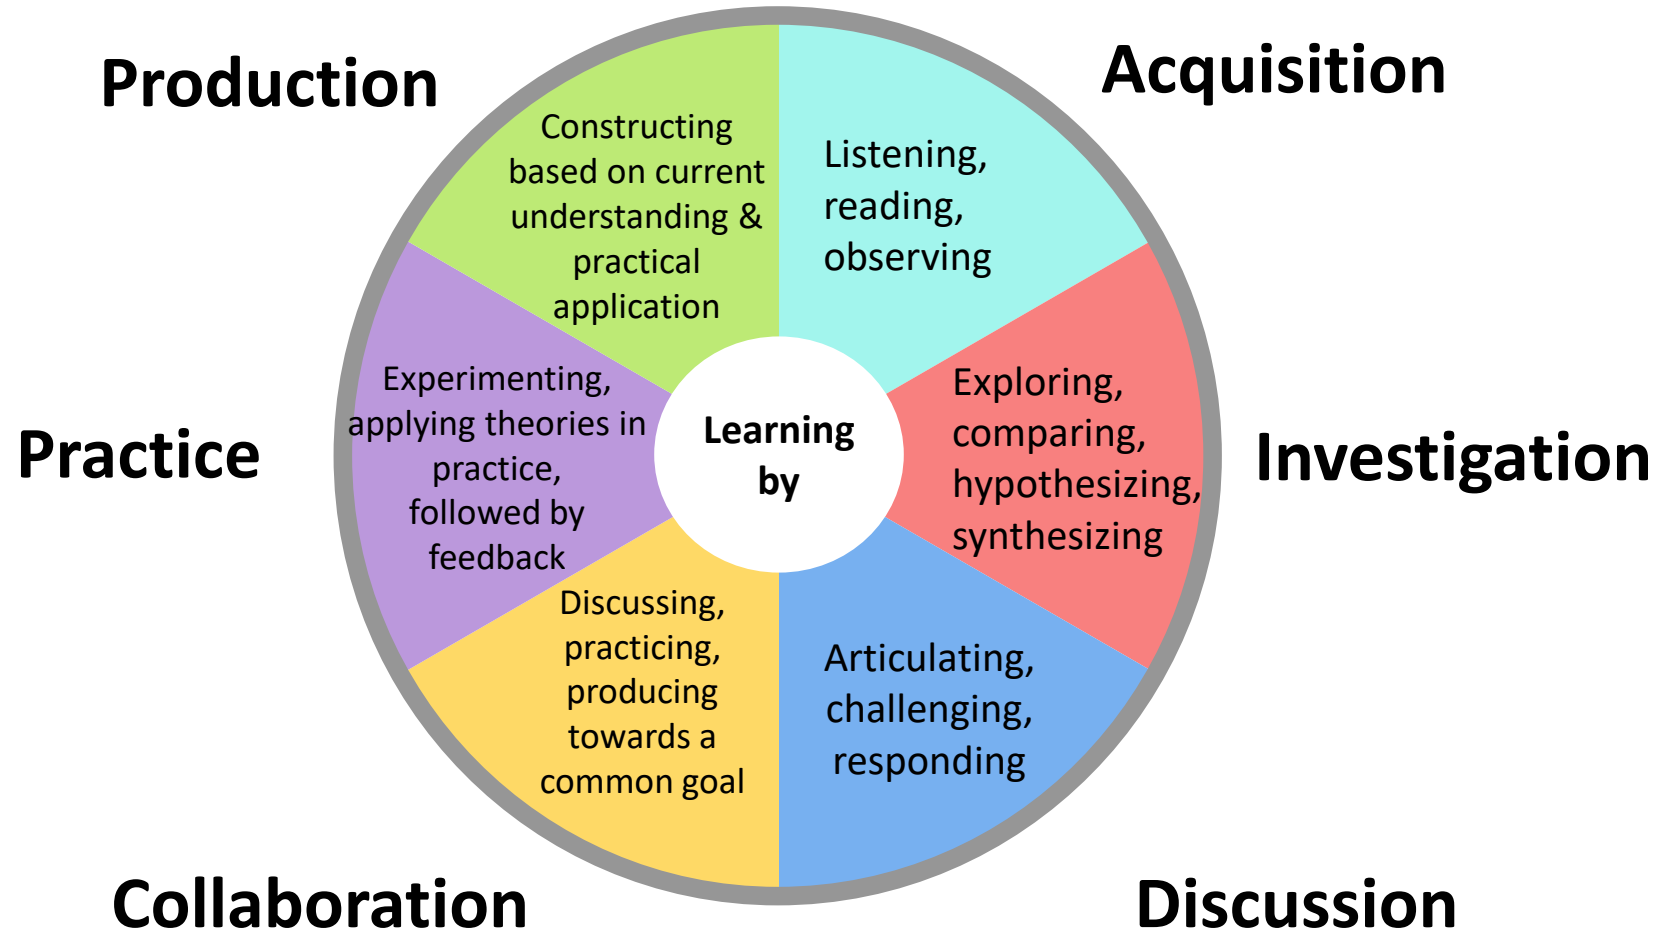 Production
Acquisition
Constructing
based on current
understanding &
practical
application
Listening,
reading,
observing
Experimenting,
applying theories in
practice,
followed by
feedback
Learning
by
Exploring,
comparing,
hypothesizing,
synthesizing
Practice
Investigation
Discussing,
practicing,
producing
towards a
common goal
Articulating,
challenging,
responding
Collaboration
Discussion